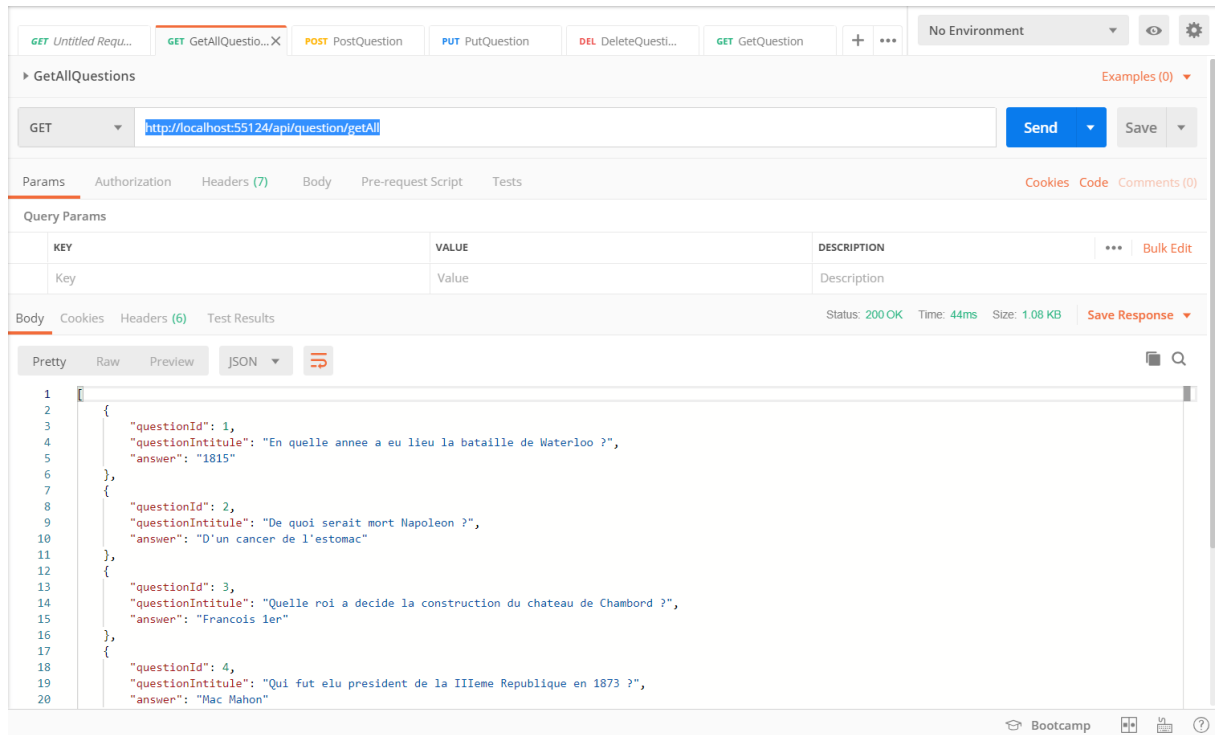 GET Untitled Requ... GET GetAllQuestio... X POST PostQuestion PUT PutQuestion DEL DeleteQuesti... GET GetQuestion + ••• No Environment
GetAllQuestions Examples (0)
GET http://localhost:55124/api/question/getAll Send Save
Params Authorization Headers (7) Body Pre-request Script Tests Cookies Code Comments (0)
Query Params
KEY VALUE DESCRIPTION ••• Bulk Edit
Key Value Description
Body Cookies Headers (6) Test Results Status: 200 OK Time: 44ms Size: 1.08 KB Save Response
Pretty Raw Preview JSON
1 [
2 {
3 "questionId": 1,
4 "questionIntitule": "En quelle annee a eu lieu la bataille de Waterloo ?",
5 "answer": "1815"
6 },
7 {
8 "questionId": 2,
9 "questionIntitule": "De quoi serait mort Napoleon ?",
10 "answer": "D'un cancer de l'estomac"
11 },
12 {
13 "questionId": 3,
14 "questionIntitule": "Quelle roi a decide la construction du chateau de Chambord ?",
15 "answer": "Francois 1er"
16 },
17 {
18 "questionId": 4,
19 "questionIntitule": "Qui fut elu president de la IIIeme Republique en 1873 ?",
20 "answer": "Mac Mahon"
Bootcamp